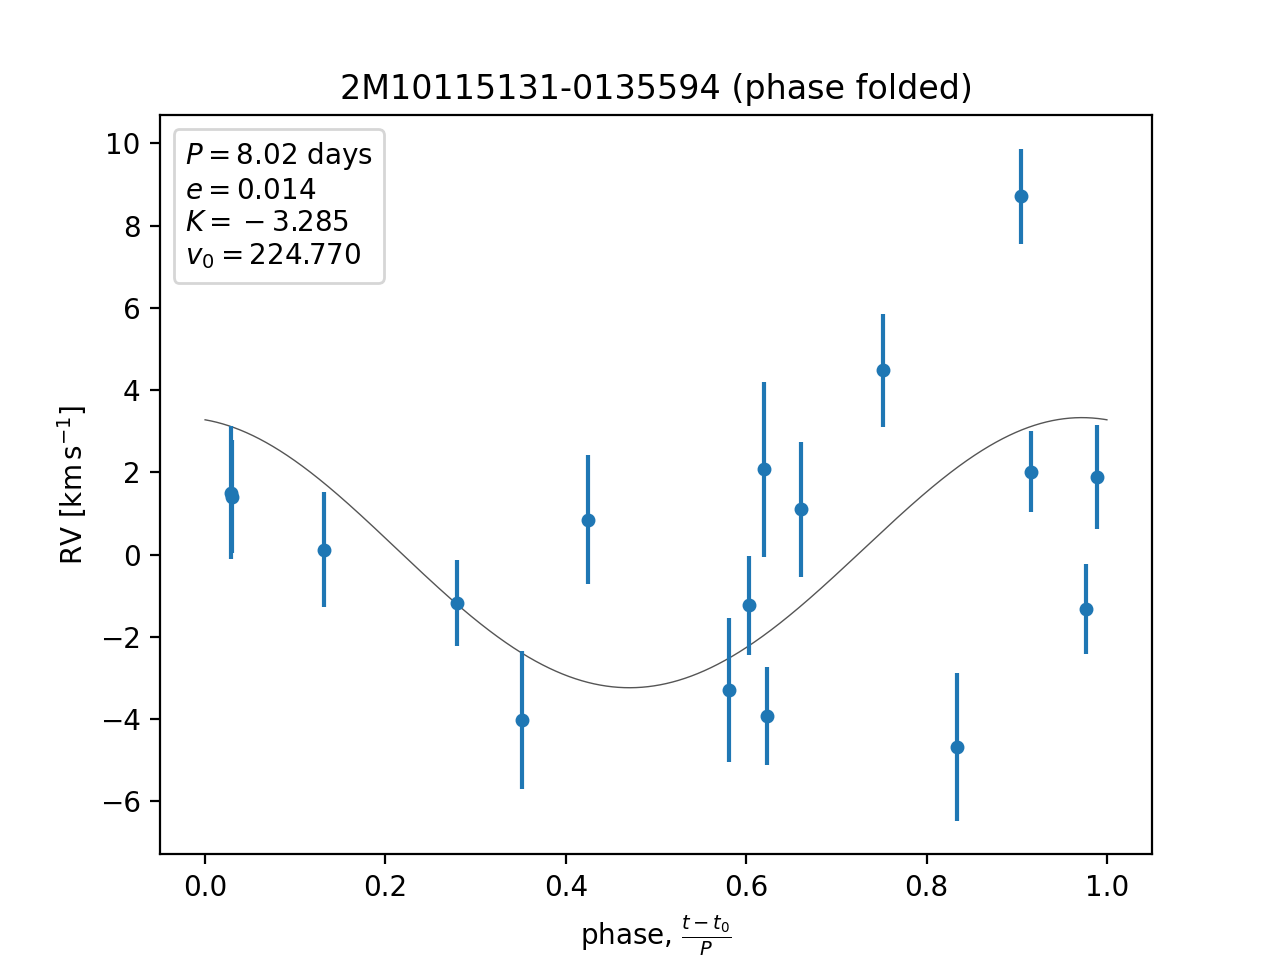 2M10115131-0135594 (phase folded)
P = 8.02 days
e = 0.014
K = −3.285
v₀ = 224.770
10
8
6
4
2
0
−2
−4
−6
RV [km s⁻¹]
0.0 0.2 0.4 0.6 0.8 1.0
phase, (t − t₀)/P